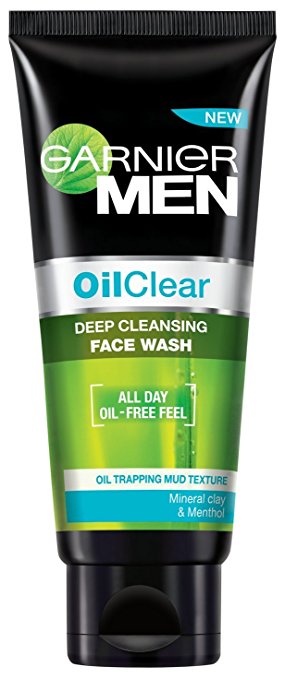 NEW
GARNIER
MEN
OilClear
DEEP CLEANSING
FACE WASH
ALL DAY
OIL-FREE FEEL
OIL TRAPPING MUD TEXTURE
Mineral clay
& Menthol